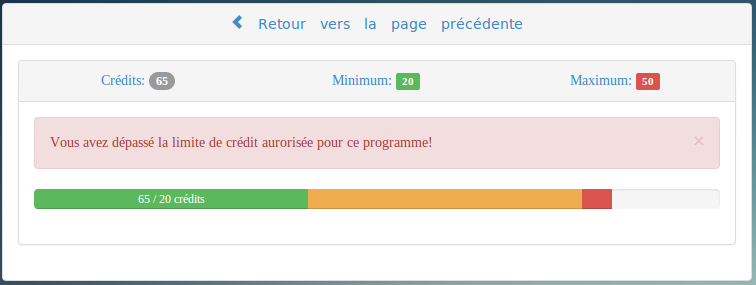 Retour vers la page précédente
Crédits: 65 Minimum: 20 Maximum: 50
Vous avez dépassé la limite de crédit aurorisée pour ce programme! ×
65 / 20 crédits